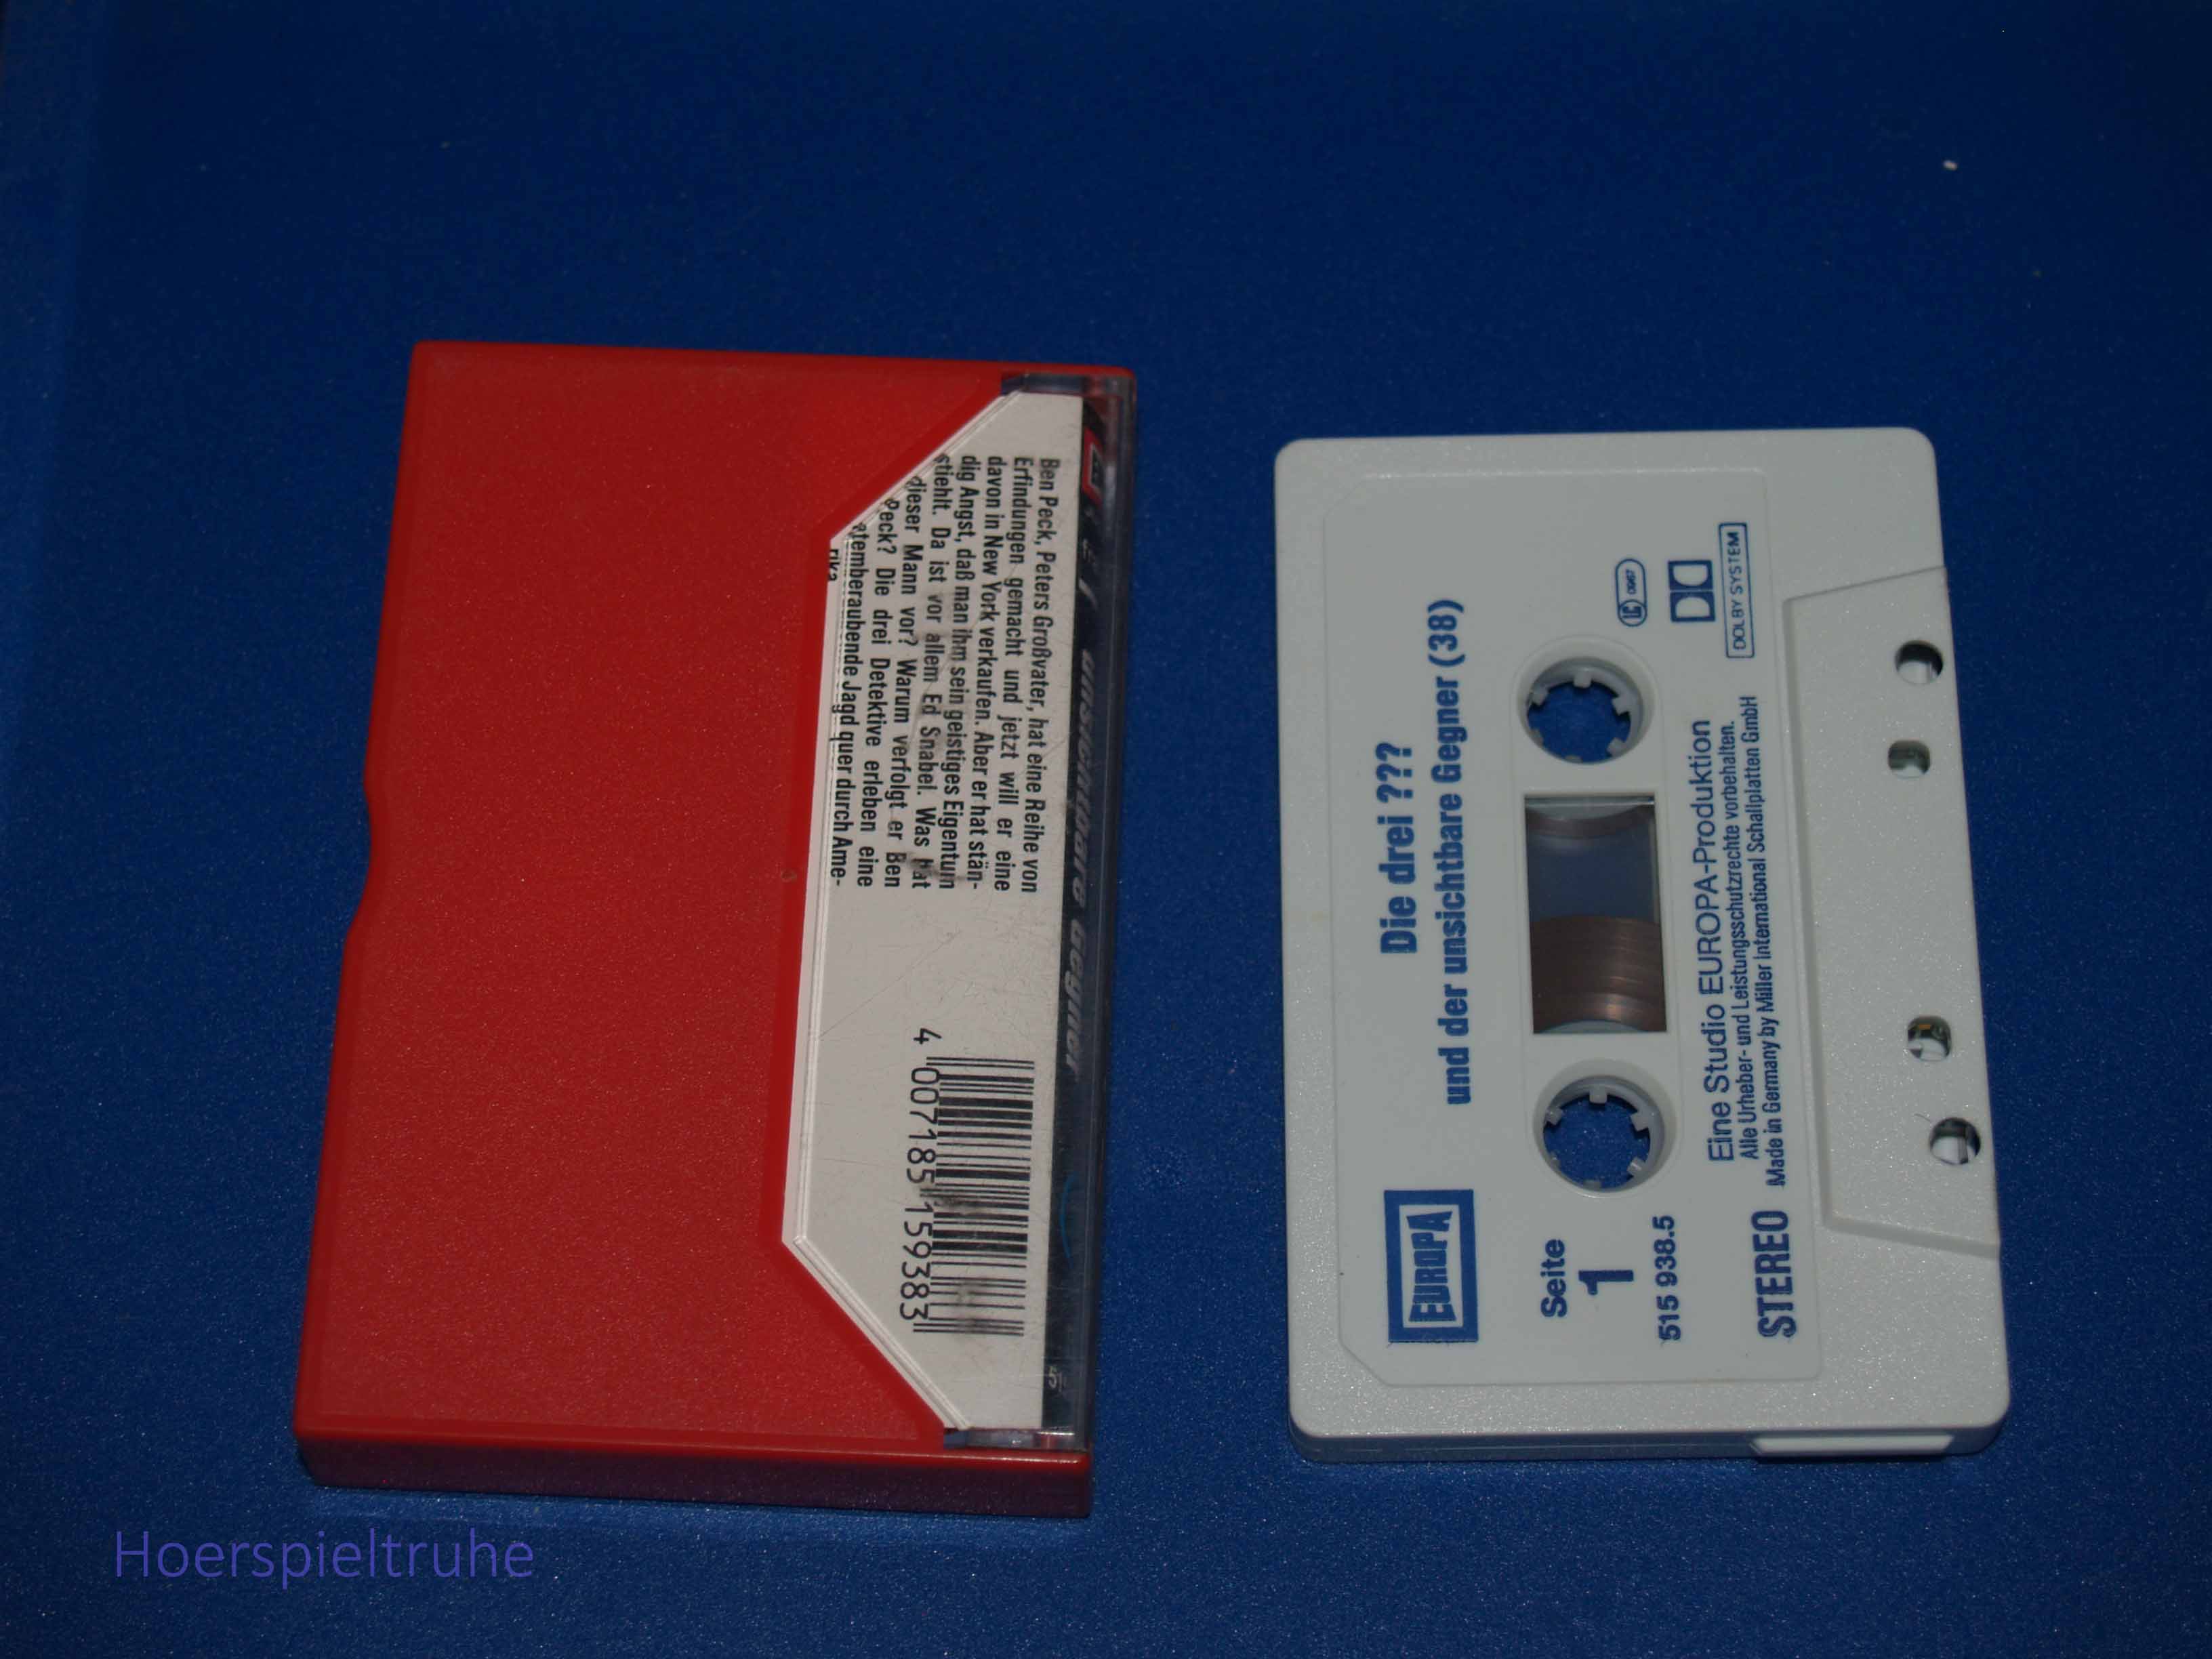 Ben Peck, Peters Großvater, hat eine Reihe von
Erfindungen gemacht und jetzt will er eine
davon in New York verkaufen. Aber er hat stän-
dig Angst, daß man ihm sein geistiges Eigentum
stiehlt. Da ist vor allem Ed Snabel. Was hat
dieser Mann vor? Warum verfolgt er Ben
Peck? Die drei Detektive erleben eine
atemberaubende Jagd quer durch Ame-
rika
4 007185 159383
unsichtbare Gegner
Die drei ???
und der unsichtbare Gegner (38)
EUROPA
Seite
1
515 938.5
STEREO
LC 0967
DOLBY SYSTEM
Eine Studio EUROPA-Produktion
Alle Urheber- und Leistungsschutzrechte vorbehalten.
Made in Germany by Miller International Schallplatten GmbH
Hoerspieltruhe